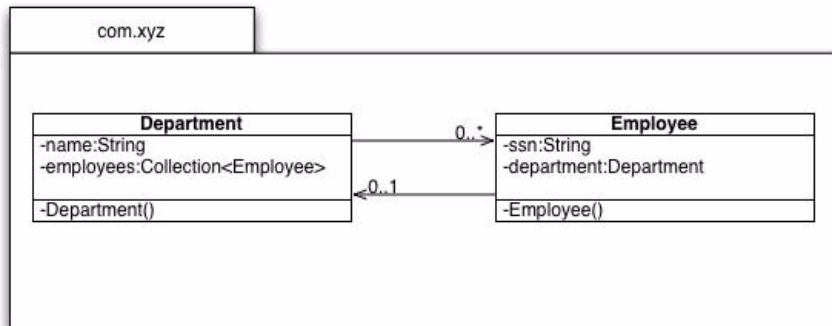 com.xyz
Department
-name:String
-employees:Collection<Employee>
-Department()
0..*
0..1
Employee
-ssn:String
-department:Department
-Employee()